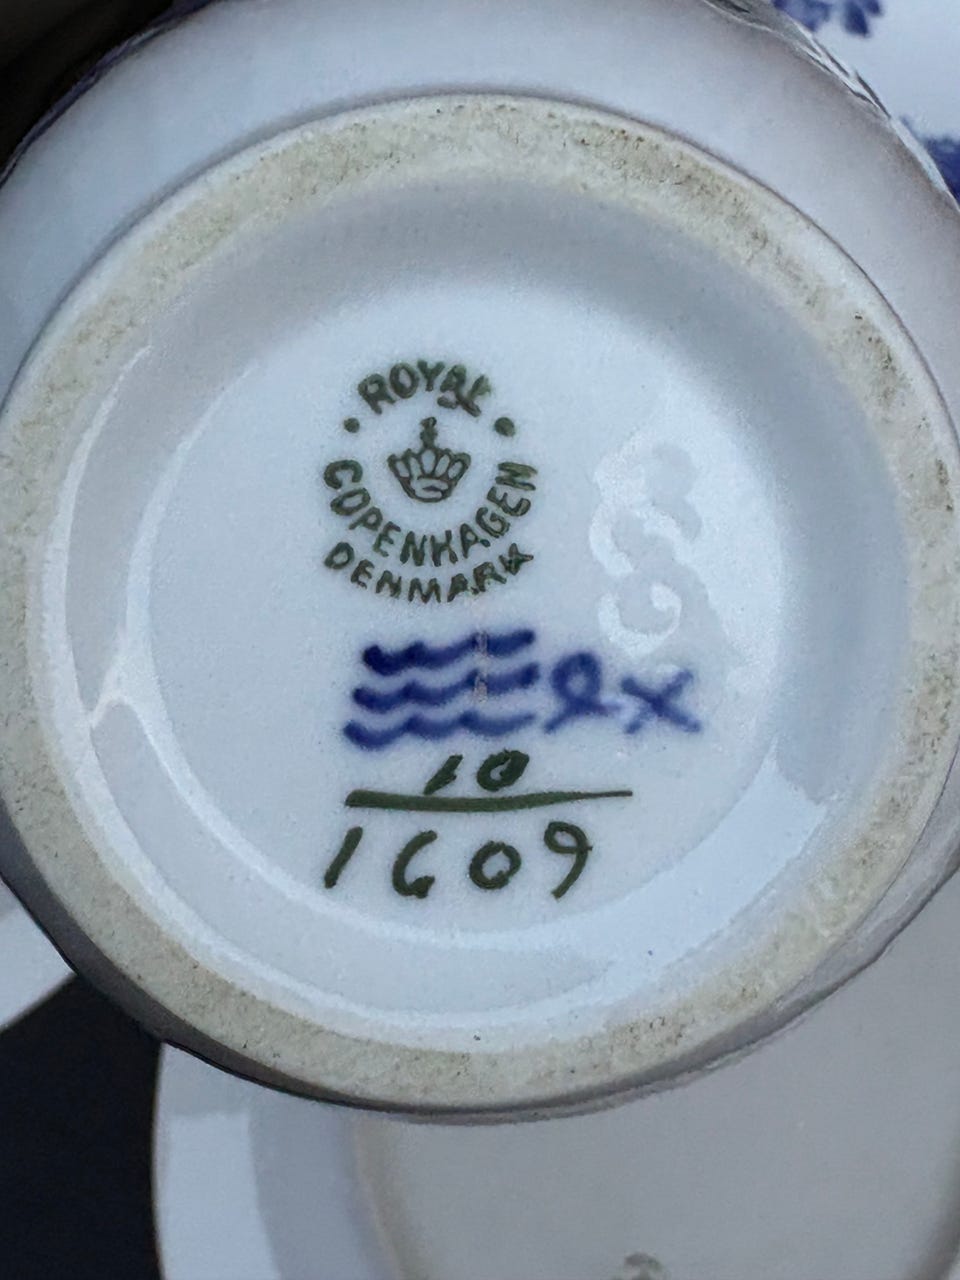 ROYAL
COPENHAGEN
DENMARK
10
1609